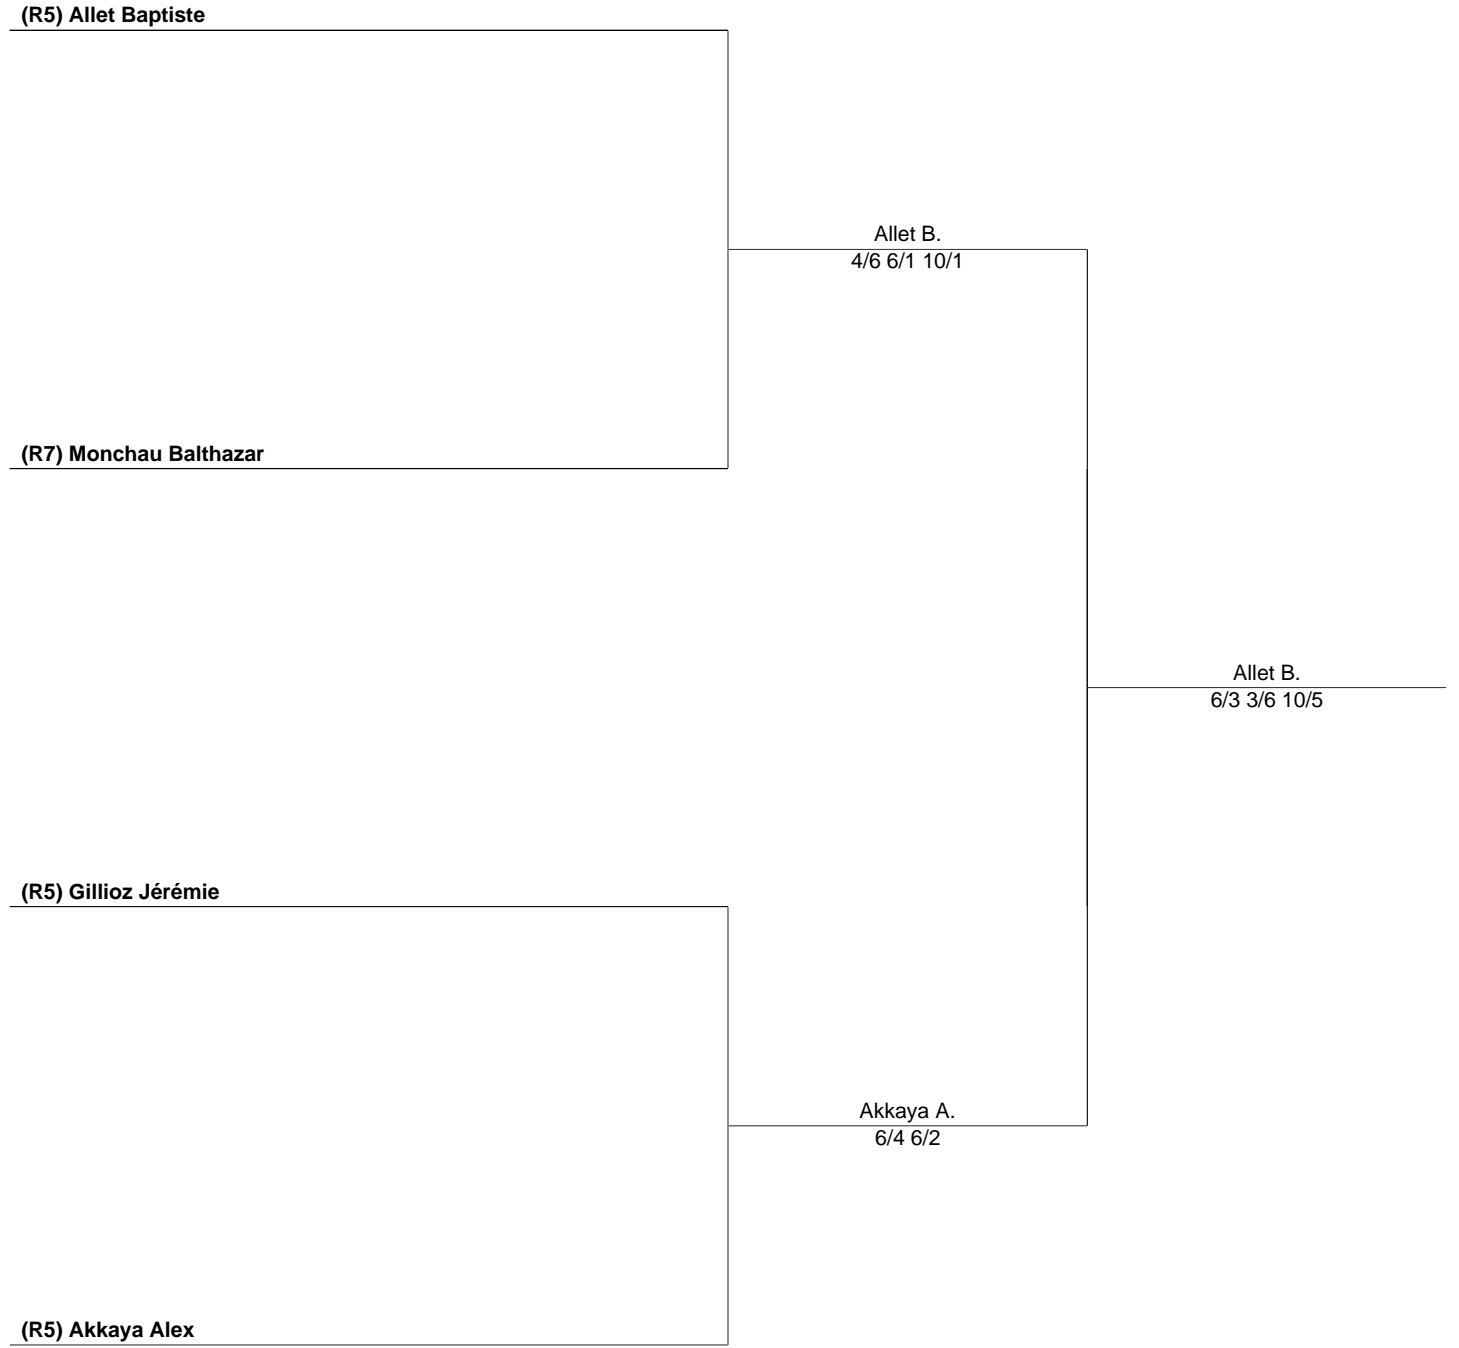 (R5) Allet Baptiste
Allet B.
4/6 6/1 10/1
(R7) Monchau Balthazar
Allet B.
6/3 3/6 10/5
(R5) Gillioz Jérémie
Akkaya A.
6/4 6/2
(R5) Akkaya Alex